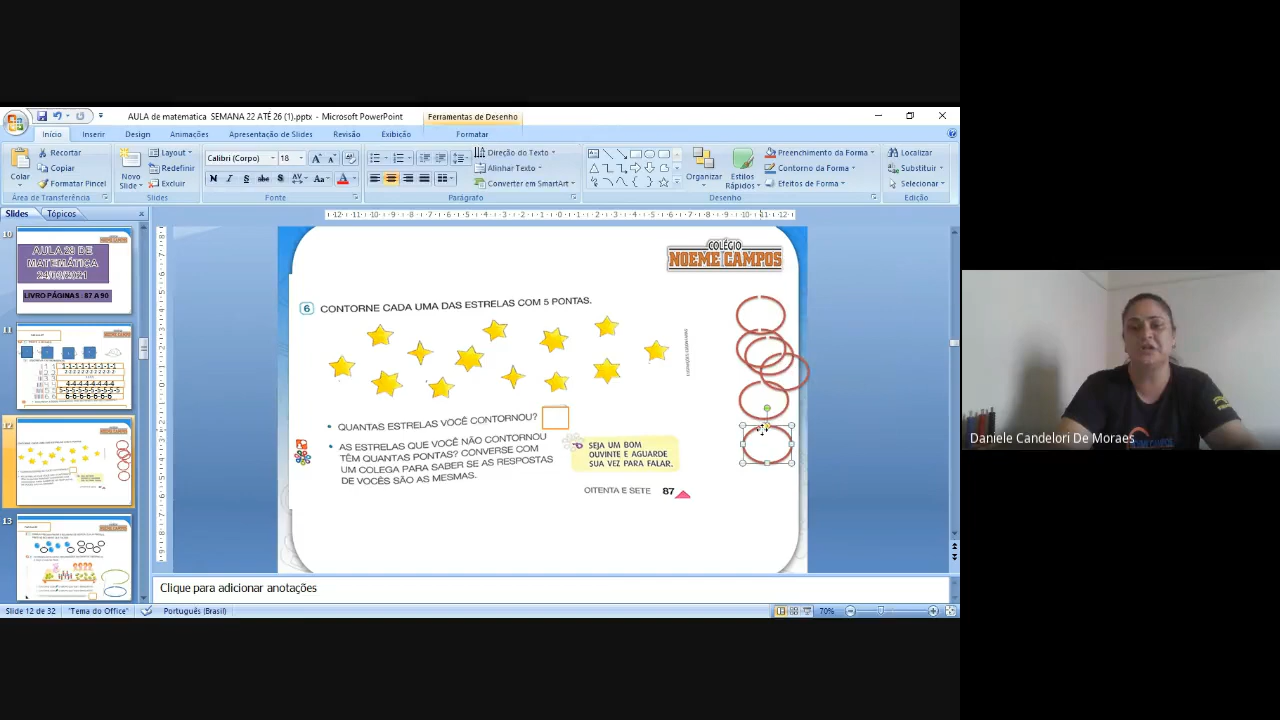 AULA de matematica SEMANA 22 ATÉ 26 (1).pptx - Microsoft PowerPoint
Ferramentas de Desenho
Início Inserir Design Animações Apresentação de Slides Revisão Exibição Formatar
Colar Recortar Copiar Formatar Pincel
Novo Slide Layout Redefinir Excluir
Calibri (Corpo) 18
N I S abe S AV Aa A
Direção do Texto Alinhar Texto Converter em SmartArt
Organizar Estilos Rápidos Preenchimento da Forma Contorno da Forma Efeitos de Forma
Localizar Substituir Selecionar
Área de Transferência Slides Fonte Parágrafo Desenho Edição
Slides Tópicos
10
AULA 28 DE
MATEMÁTICA
LIVRO PÁGINAS : 87 A 90
11
12
13
COLÉGIO
NOEME CAMPOS
6 CONTORNE CADA UMA DAS ESTRELAS COM 5 PONTAS.
• QUANTAS ESTRELAS VOCÊ CONTORNOU?
• AS ESTRELAS QUE VOCÊ NÃO CONTORNOU
TÊM QUANTAS PONTAS? CONVERSE COM
UM COLEGA PARA SABER SE AS RESPOSTAS
DE VOCÊS SÃO AS MESMAS.
SEJA UM BOM
OUVINTE E AGUARDE
SUA VEZ PARA FALAR.
OITENTA E SETE 87
Clique para adicionar anotações
Slide 12 de 32 "Tema do Office" Português (Brasil) 70%
Daniele Candelori De Moraes